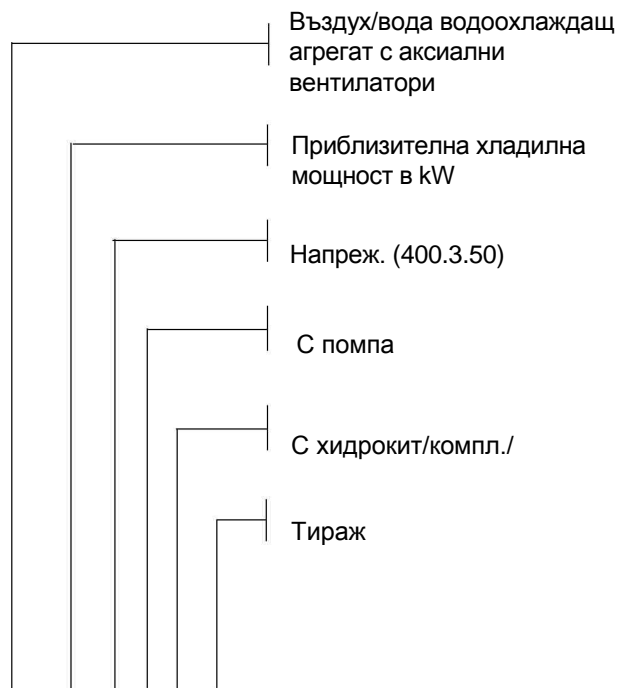 Въздух/вода водоохлаждащ
агрегат с аксиални
вентилатори
Приблизителна хладилна
мощност в kW
Напреж. (400.3.50)
С помпа
С хидрокит/компл./
Тираж